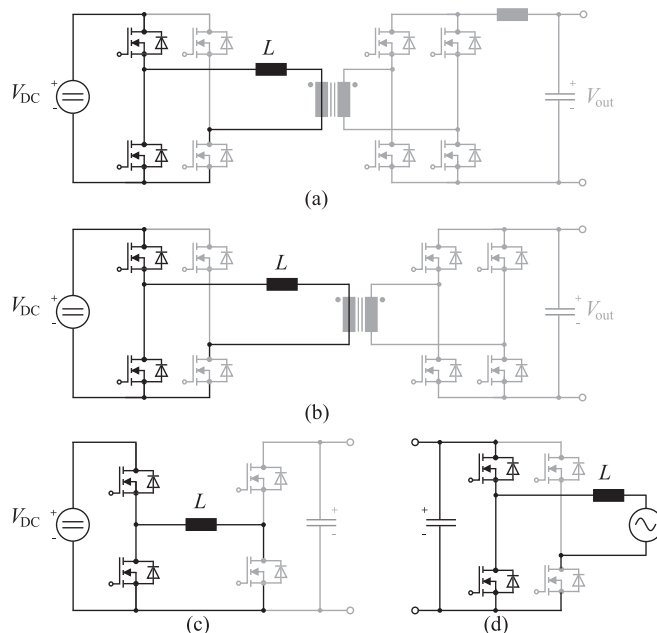 L
V_DC
+
-
+
-
V_out
(a)
L
V_DC
+
-
+
-
V_out
(b)
L
V_DC
+
-
+
-
(c)
L
+
-
(d)